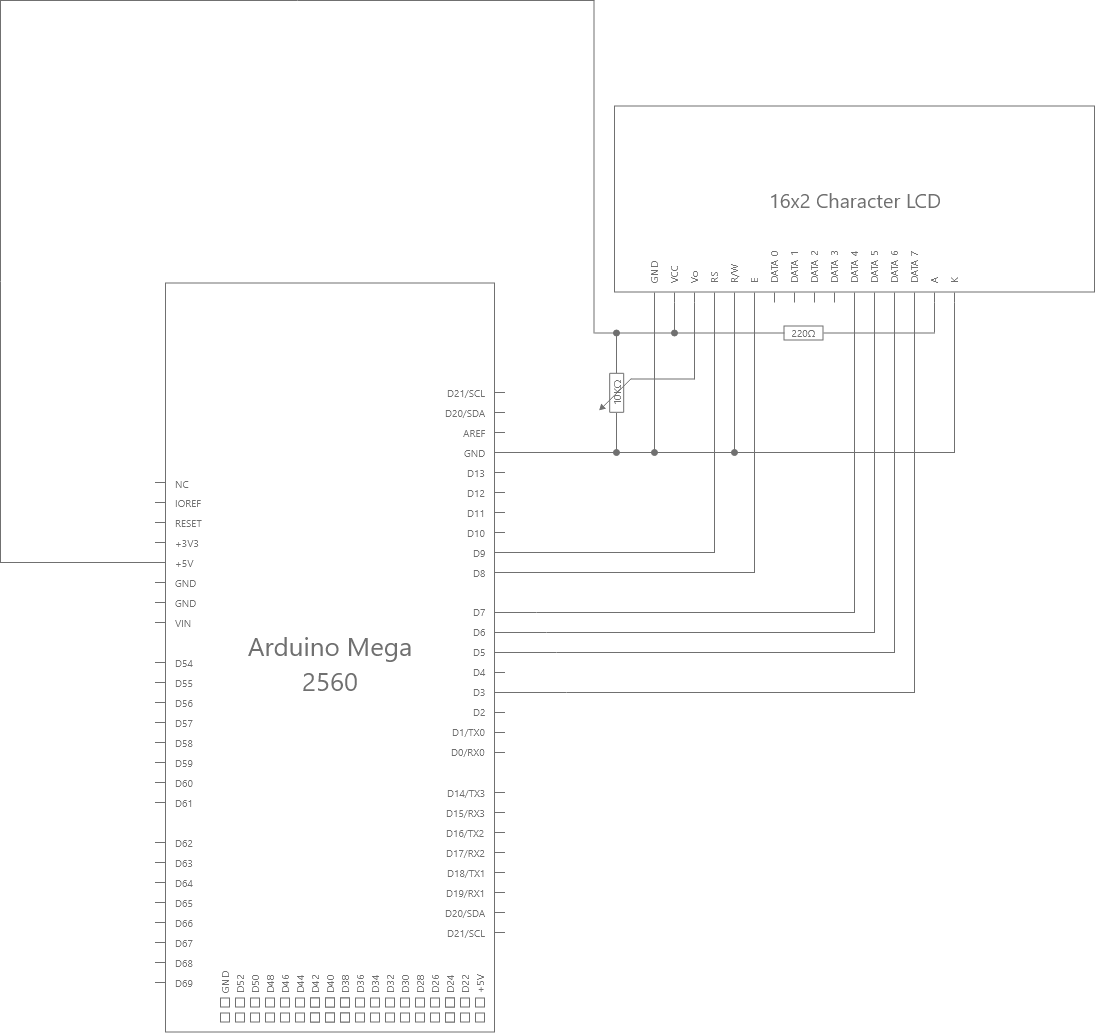 16x2 Character LCD
GND
VCC
Vo
RS
R/W
E
DATA 0
DATA 1
DATA 2
DATA 3
DATA 4
DATA 5
DATA 6
DATA 7
A
K
220Ω
10KΩ
D21/SCL
D20/SDA
AREF
GND
D13
D12
D11
D10
D9
D8
D7
D6
D5
D4
D3
D2
D1/TX0
D0/RX0
D14/TX3
D15/RX3
D16/TX2
D17/RX2
D18/TX1
D19/RX1
D20/SDA
D21/SCL
NC
IOREF
RESET
+3V3
+5V
GND
GND
VIN
D54
D55
D56
D57
D58
D59
D60
D61
D62
D63
D64
D65
D66
D67
D68
D69
Arduino Mega
2560
GND
D52
D50
D48
D46
D44
D42
D40
D38
D36
D34
D32
D30
D28
D26
D24
D22
+5V